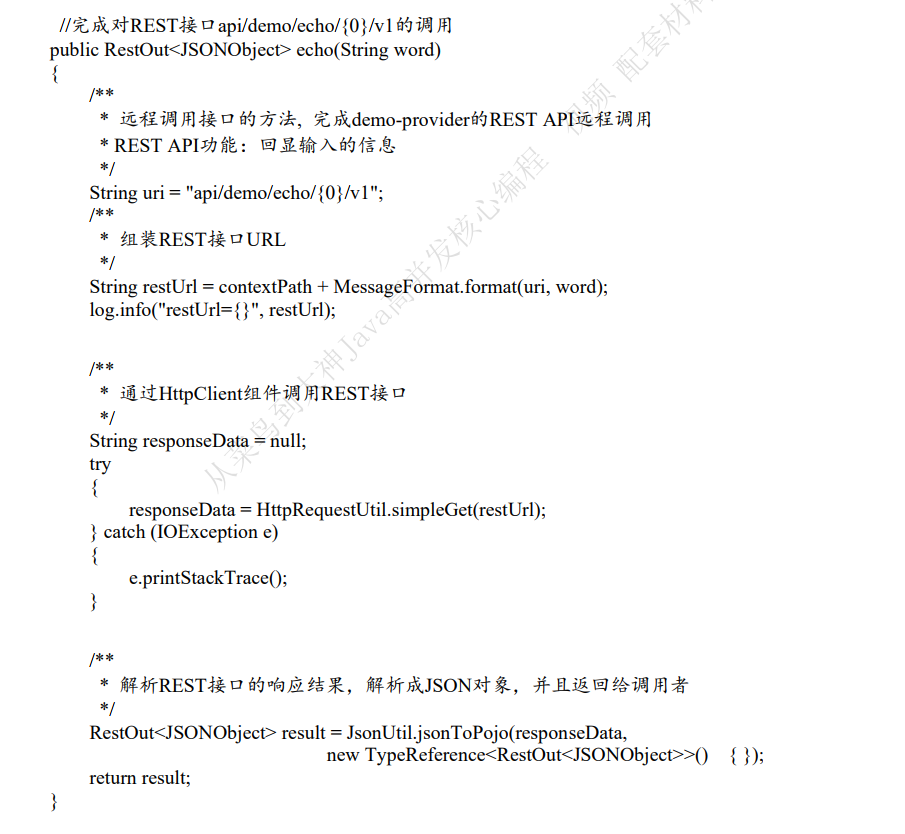 //完成对REST接口api/demo/echo/{0}/v1的调用
public RestOut<JSONObject> echo(String word)
{
/**
* 远程调用接口的方法, 完成demo-provider的REST API远程调用
* REST API功能：回显输入的信息
*/
String uri = "api/demo/echo/{0}/v1";
/**
* 组装REST接口URL
*/
String restUrl = contextPath + MessageFormat.format(uri, word);
log.info("restUrl={}", restUrl);
/**
* 通过HttpClient组件调用REST接口
*/
String responseData = null;
try
{
responseData = HttpRequestUtil.simpleGet(restUrl);
} catch (IOException e)
{
e.printStackTrace();
}
/**
* 解析REST接口的响应结果，解析成JSON对象，并且返回给调用者
*/
RestOut<JSONObject> result = JsonUtil.jsonToPojo(responseData,
new TypeReference<RestOut<JSONObject>>() { });
return result;
}
从菜鸟到大神Java高并发核心编程 视频 配套材料